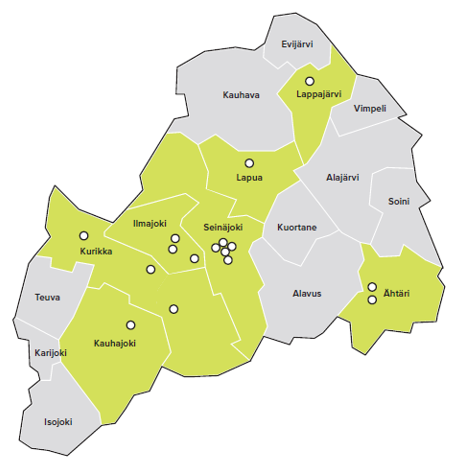 Evijärvi
Kauhava
Lappajärvi
Vimpeli
Lapua
Alajärvi
Soini
Ilmajoki
Seinäjoki
Kuortane
Kurikka
Teuva
Alavus
Ähtäri
Kauhajoki
Karijoki
Isojoki